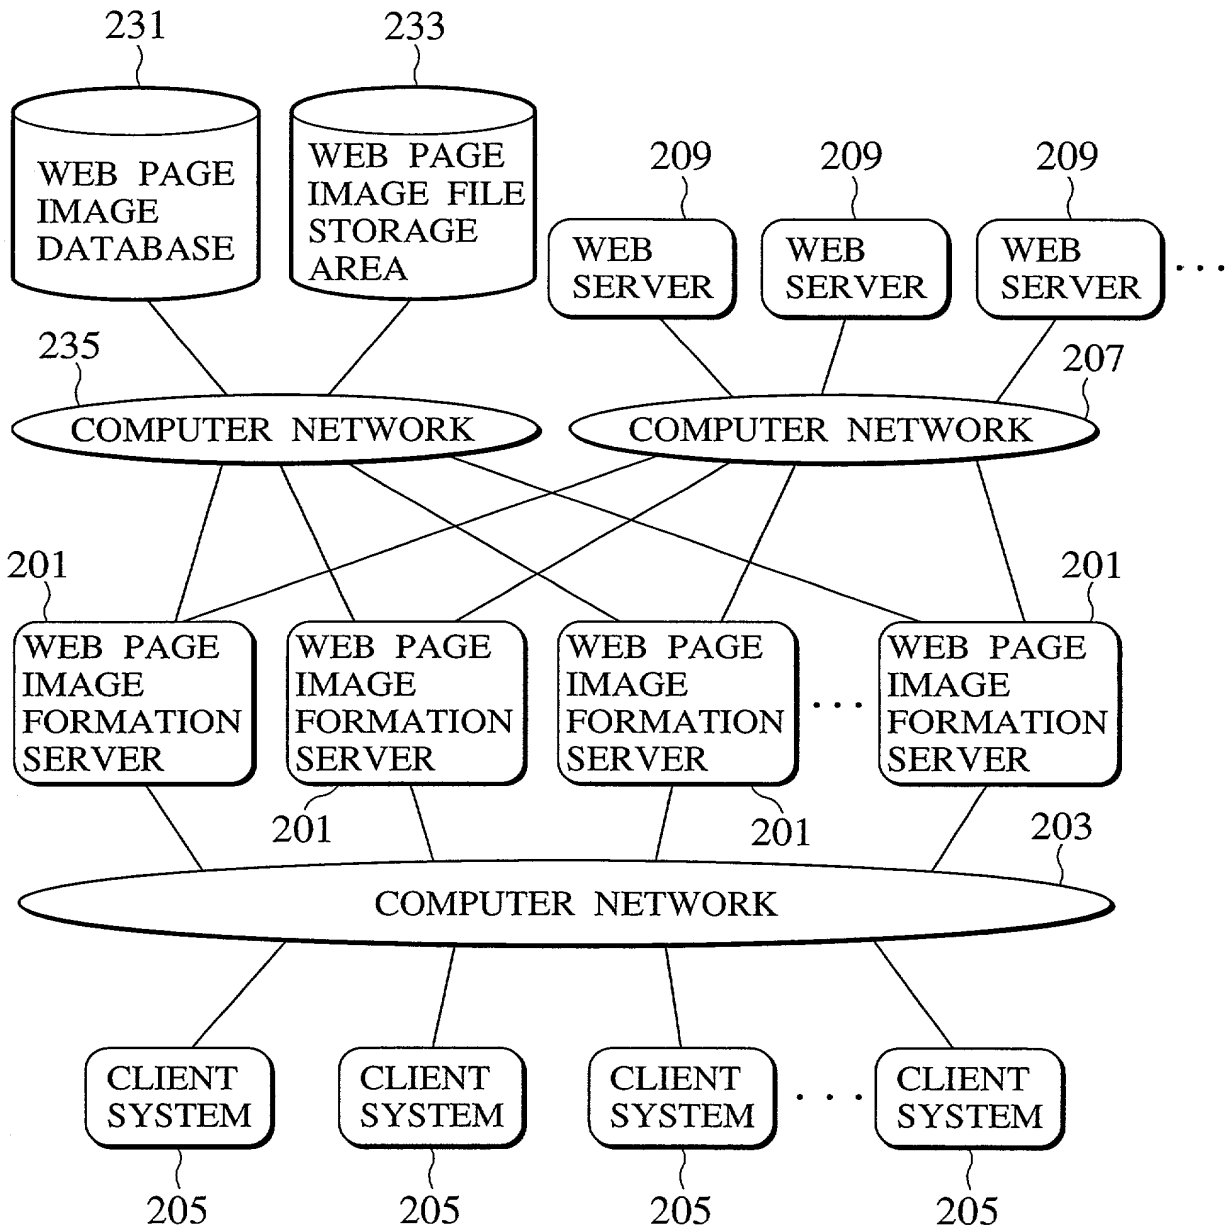 231
233
WEB PAGE
IMAGE
DATABASE
WEB PAGE
IMAGE FILE
STORAGE
AREA
209
209
209
WEB
SERVER
WEB
SERVER
WEB
SERVER
. . .
235
207
COMPUTER NETWORK
COMPUTER NETWORK
201
201
WEB PAGE
IMAGE
FORMATION
SERVER
WEB PAGE
IMAGE
FORMATION
SERVER
WEB PAGE
IMAGE
FORMATION
SERVER
. . .
WEB PAGE
IMAGE
FORMATION
SERVER
201
201
203
COMPUTER NETWORK
CLIENT
SYSTEM
CLIENT
SYSTEM
CLIENT
SYSTEM
. . .
CLIENT
SYSTEM
205
205
205
205